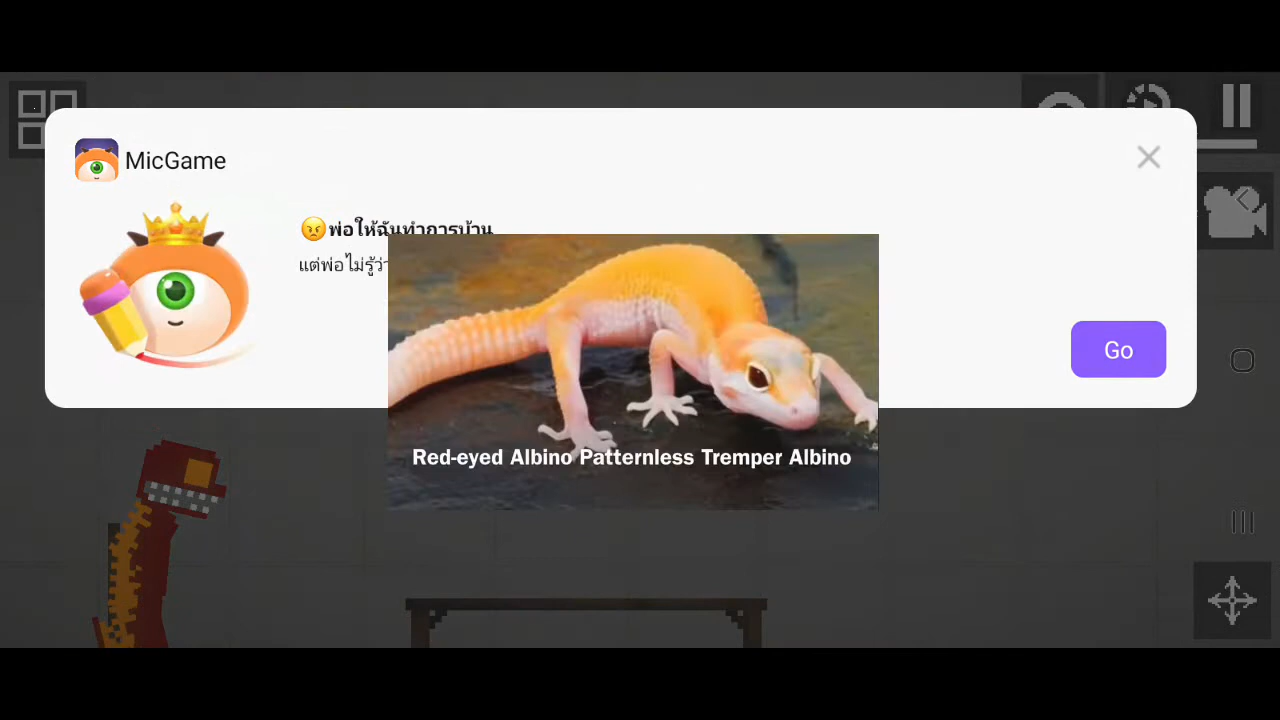 MicGame
😠พ่อให้ฉันทำการบ้าน
แต่พ่อไม่รู้ว่า
Go
Red-eyed Albino Patternless Tremper Albino